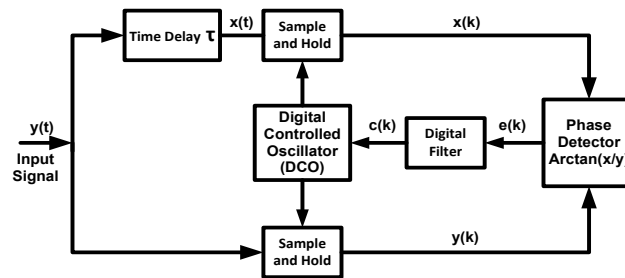 x(t)
x(k)
Time Delay τ
Sample
and Hold
y(t)
Input
Signal
Digital
Controlled
Oscillator
(DCO)
c(k)
Digital
Filter
e(k)
Phase
Detector
Arctan(x/y)
Sample
and Hold
y(k)